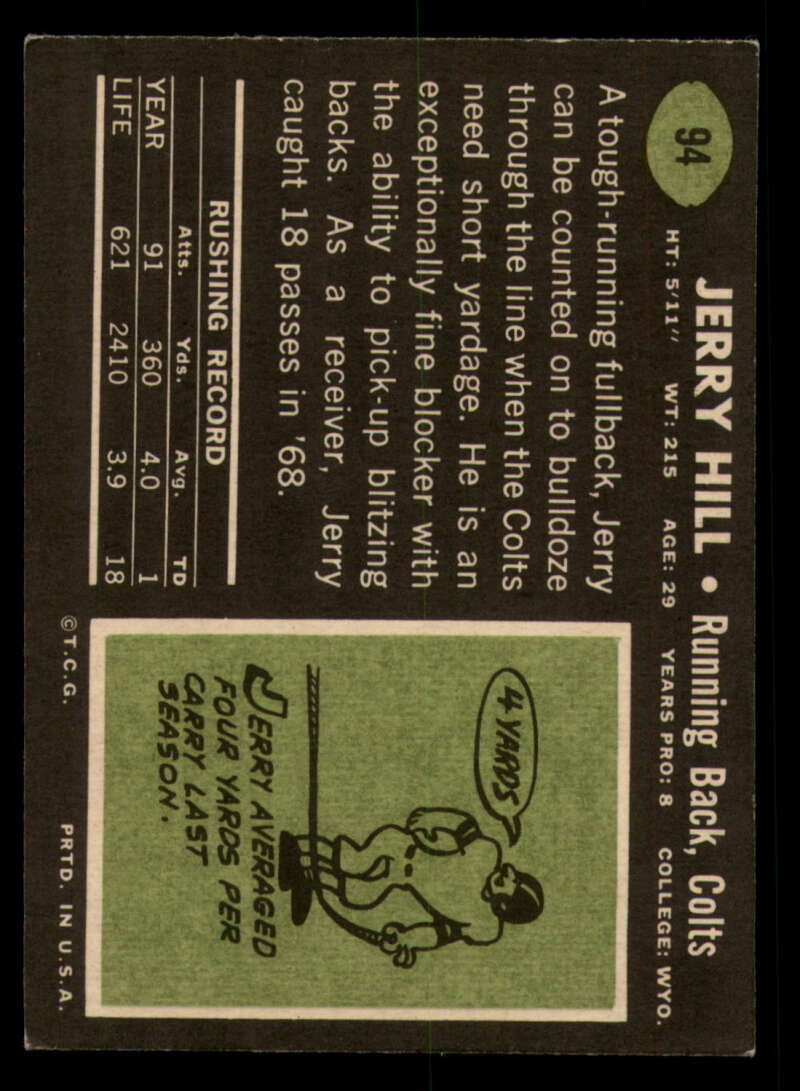 94
JERRY HILL • Running Back, Colts
HT: 5'11" WT: 215 AGE: 29 YEARS PRO: 8 COLLEGE: WYO.
A tough-running fullback, Jerry
can be counted on to bulldoze
through the line when the Colts
need short yardage. He is an
exceptionally fine blocker with
the ability to pick-up blitzing
backs. As a receiver, Jerry
caught 18 passes in '68.
RUSHING RECORD
Atts. Yds. Avg. TD
YEAR 91 360 4.0 1
LIFE 621 2410 3.9 18
4 YARDS
JERRY AVERAGED
FOUR YARDS PER
CARRY LAST
SEASON.
©T.C.G. PRTD. IN U.S.A.